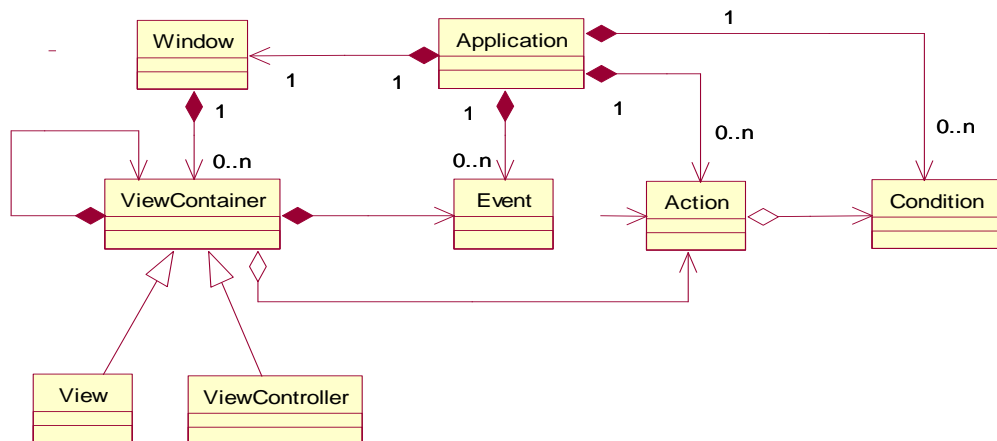 1
Window
Application
1
1
1
1
1
0..n
0..n
0..n
0..n
ViewContainer
Event
Action
Condition
View
ViewController